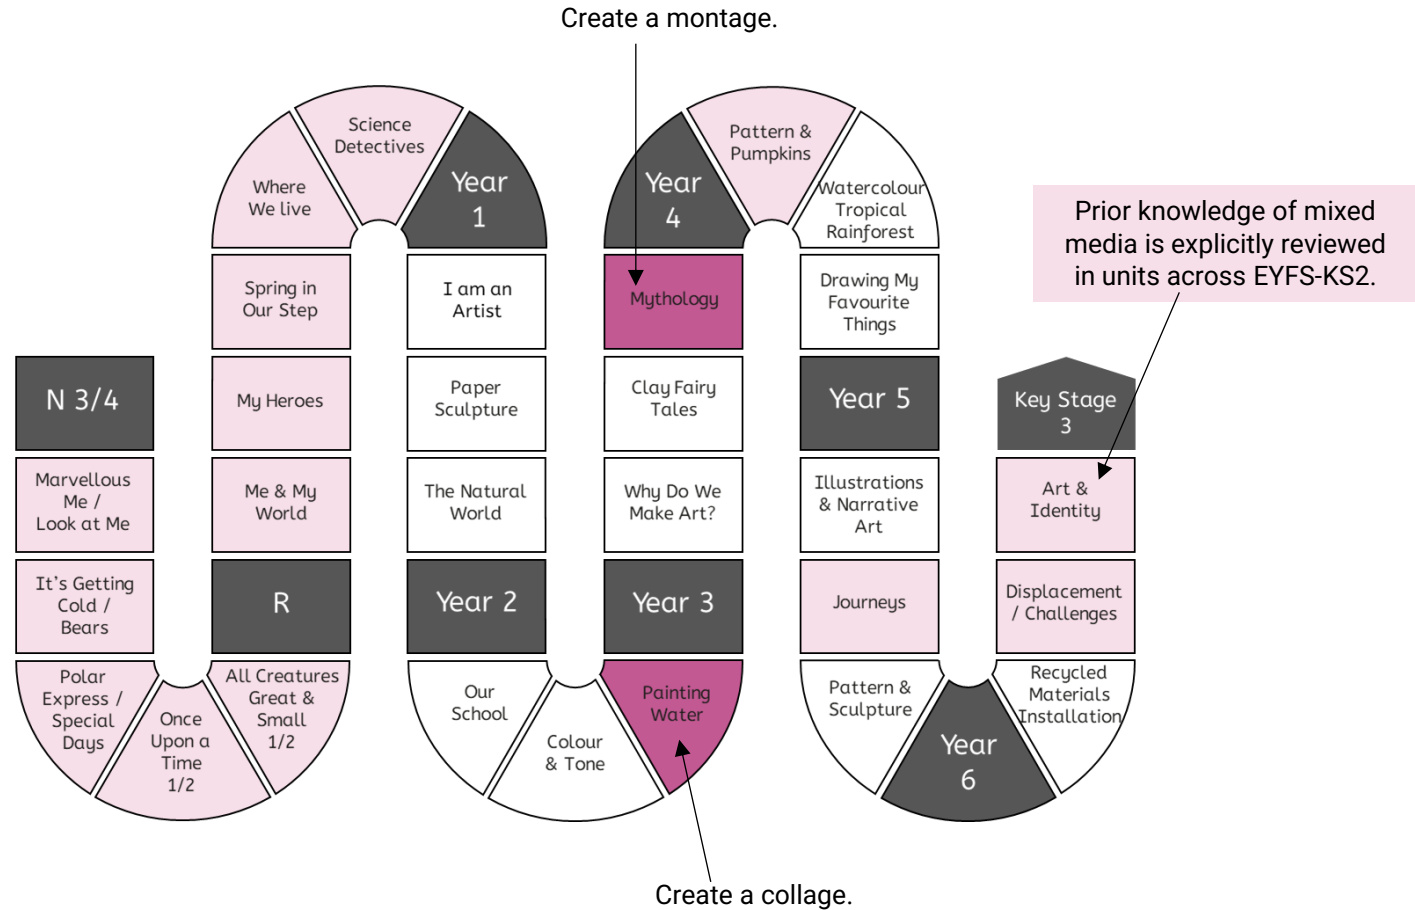 Create a montage.
N 3/4
Marvellous
Me /
Look at Me
It's Getting
Cold /
Bears
Polar
Express /
Special
Days
Once
Upon a
Time
1/2
All Creatures
Great &
Small
1/2
R
Me & My
World
My Heroes
Spring in
Our Step
Where
We live
Science
Detectives
Year
1
I am an
Artist
Paper
Sculpture
The Natural
World
Year 2
Our
School
Colour
& Tone
Painting
Water
Create a collage.
Year 3
Why Do We
Make Art?
Clay Fairy
Tales
Mythology
Year
4
Pattern &
Pumpkins
Watercolour
Tropical
Rainforest
Drawing My
Favourite
Things
Year 5
Illustrations
& Narrative
Art
Journeys
Pattern &
Sculpture
Year
6
Recycled
Materials
Installation
Displacement
/ Challenges
Art &
Identity
Key Stage
3
Prior knowledge of mixed
media is explicitly reviewed
in units across EYFS-KS2.